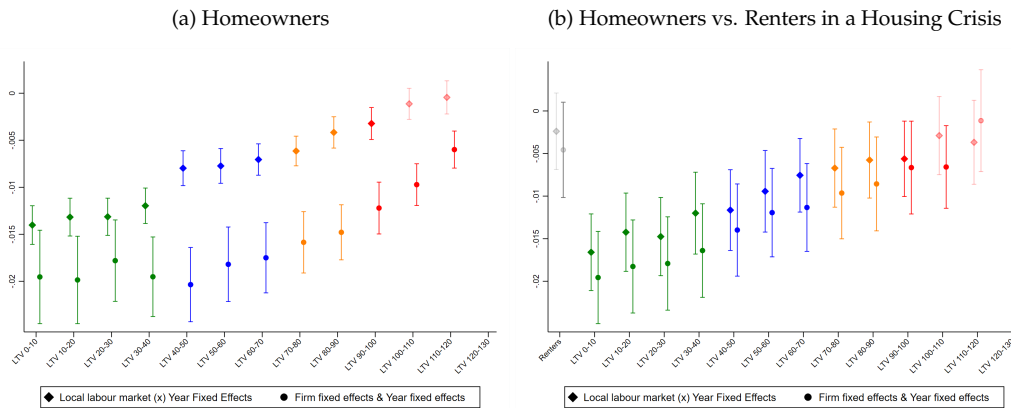 (a) Homeowners
0
-.005
-.01
-.015
-.02
LTV 0-10
LTV 10-20
LTV 20-30
LTV 30-40
LTV 40-50
LTV 50-60
LTV 60-70
LTV 70-80
LTV 80-90
LTV 90-100
LTV 100-110
LTV 110-120
LTV 120-130
Local labour market (x) Year Fixed Effects Firm fixed effects & Year fixed effects
(b) Homeowners vs. Renters in a Housing Crisis
0
-.005
-.01
-.015
-.02
Renters
LTV 0-10
LTV 10-20
LTV 20-30
LTV 30-40
LTV 40-50
LTV 50-60
LTV 60-70
LTV 70-80
LTV 80-90
LTV 90-100
LTV 100-110
LTV 110-120
LTV 120-130
Local labour market (x) Year Fixed Effects Firm fixed effects & Year fixed effects